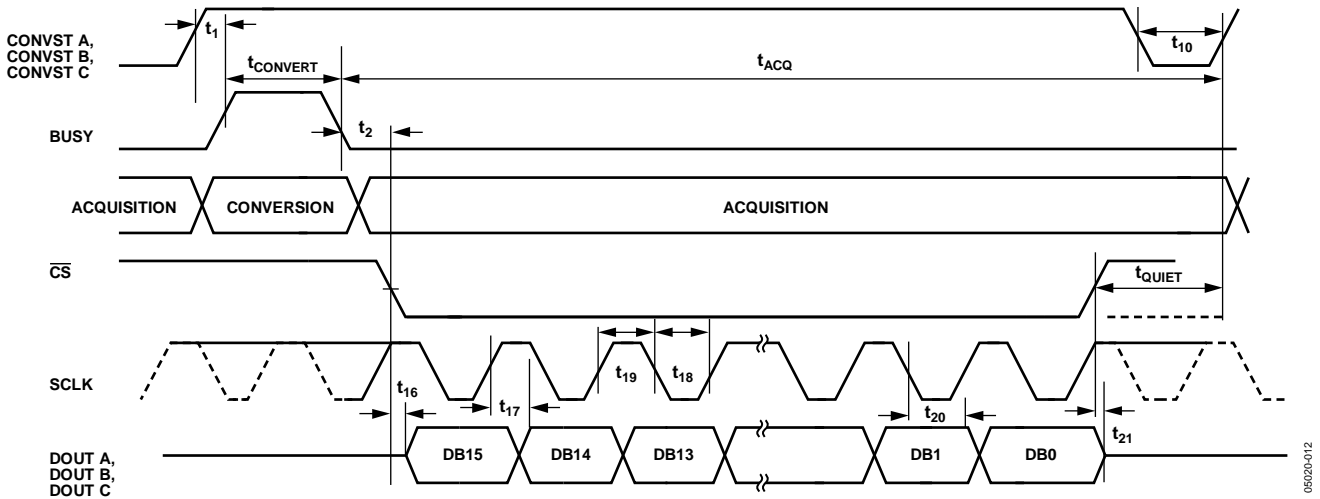 CONVST A,
CONVST B,
CONVST C
t1
tCONVERT
tACQ
t10
BUSY
t2
ACQUISITION
CONVERSION
ACQUISITION
CS
tQUIET
SCLK
t16
t17
t19
t18
t20
t21
DOUT A,
DOUT B,
DOUT C
DB15
DB14
DB13
DB1
DB0
05020-012